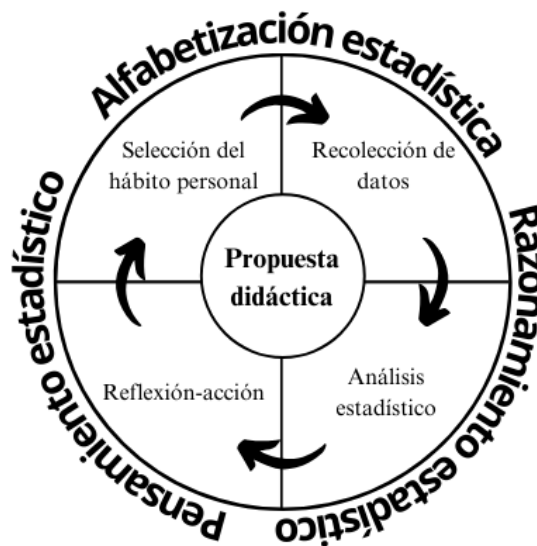 Alfabetización estadística
Selección del
hábito personal
Recolección de
datos
Propuesta
didáctica
Reflexión-acción
Análisis
estadístico
Razonamiento estadístico
Pensamiento estadístico